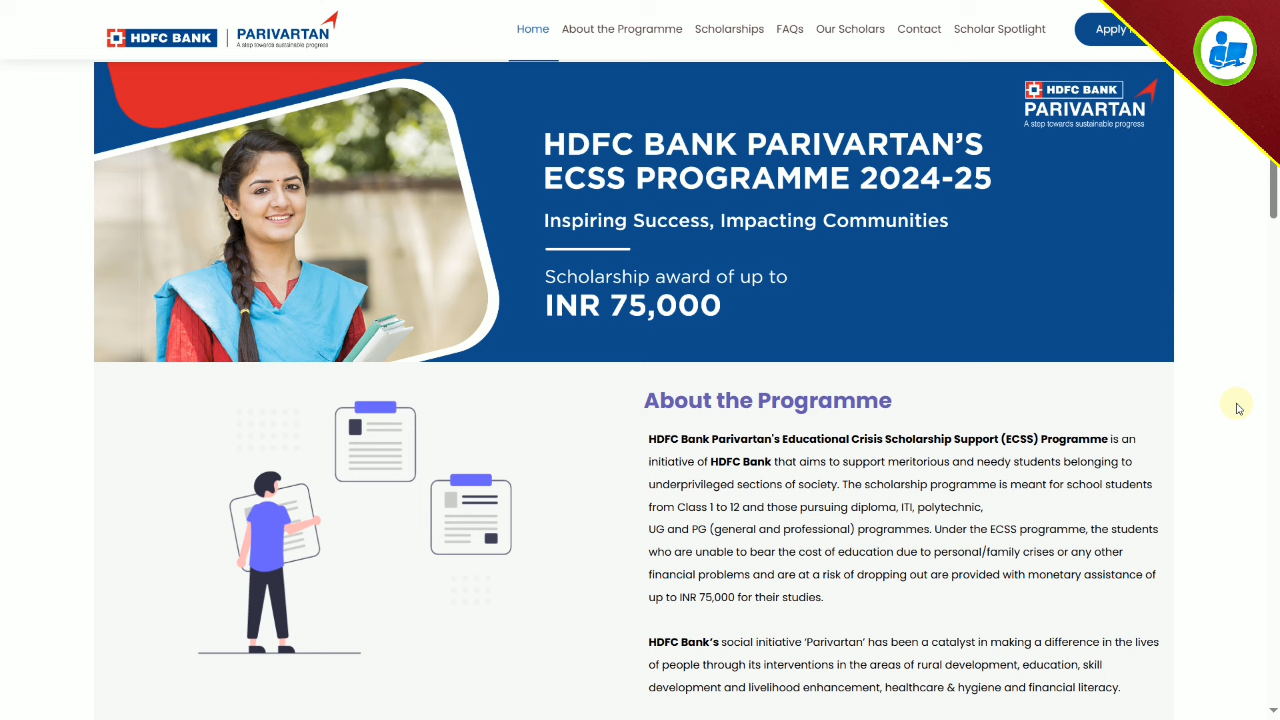 HDFC BANK
PARIVARTAN
A step towards sustainable progress
Home About the Programme Scholarships FAQs Our Scholars Contact Scholar Spotlight Apply
HDFC BANK
PARIVARTAN
A step towards sustainable progress
HDFC BANK PARIVARTAN'S
ECSS PROGRAMME 2024-25
Inspiring Success, Impacting Communities
Scholarship award of up to
INR 75,000
About the Programme
HDFC Bank Parivartan's Educational Crisis Scholarship Support (ECSS) Programme is an
initiative of HDFC Bank that aims to support meritorious and needy students belonging to
underprivileged sections of society. The scholarship programme is meant for school students
from Class 1 to 12 and those pursuing diploma, ITI, polytechnic,
UG and PG (general and professional) programmes. Under the ECSS programme, the students
who are unable to bear the cost of education due to personal/family crises or any other
financial problems and are at a risk of dropping out are provided with monetary assistance of
up to INR 75,000 for their studies.
HDFC Bank's social initiative 'Parivartan' has been a catalyst in making a difference in the lives
of people through its interventions in the areas of rural development, education, skill
development and livelihood enhancement, healthcare & hygiene and financial literacy.